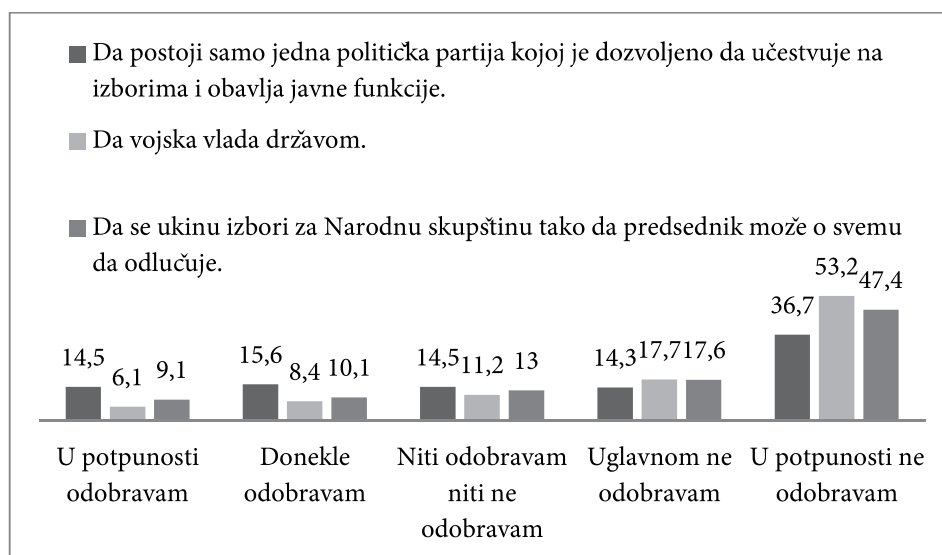 Da postoji samo jedna politička partija kojoj je dozvoljeno da učestvuje na
izborima i obavlja javne funkcije.
Da vojska vlada državom.
Da se ukinu izbori za Narodnu skupštinu tako da predsednik može o svemu
da odlučuje.
14,5 6,1 9,1
15,6 8,4 10,1
14,5 11,2 13
14,3 17,7 17,6
36,7 53,2 47,4
U potpunosti
odobravam
Donekle
odobravam
Niti odobravam
niti ne
odobravam
Uglavnom ne
odobravam
U potpunosti ne
odobravam